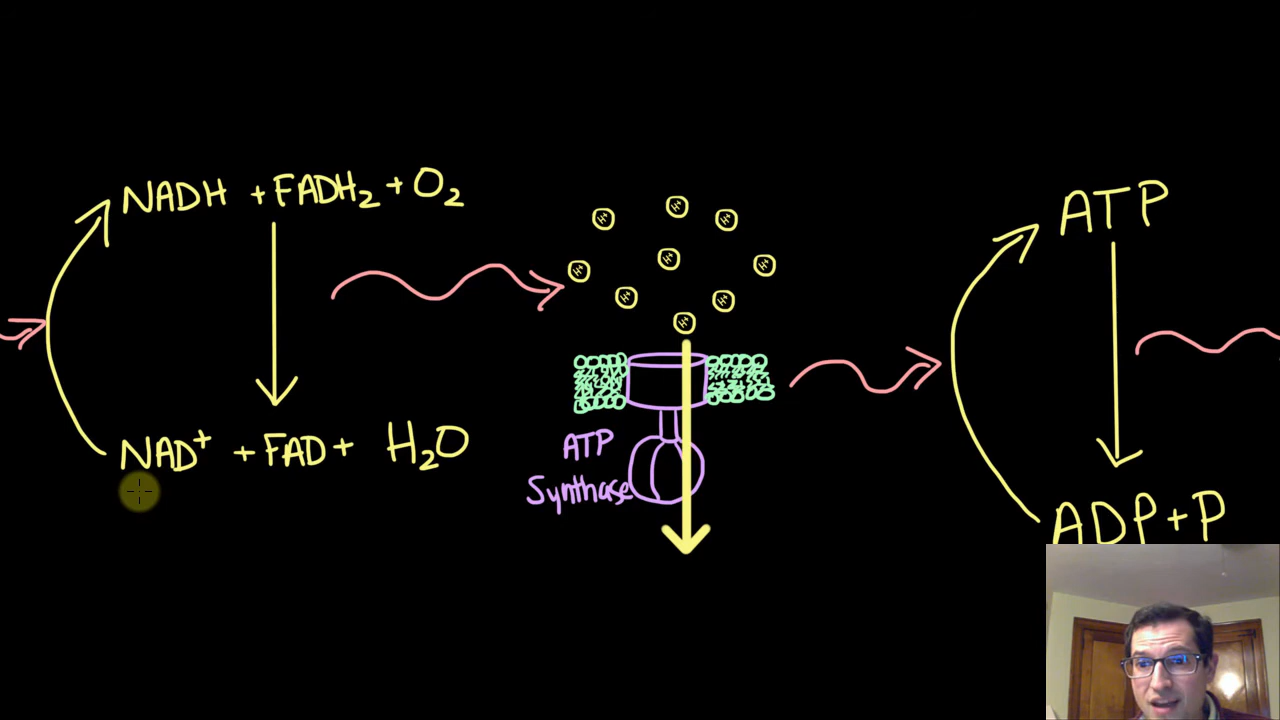 NADH + FADH₂ + O₂
NAD⁺ + FAD + H₂O
H⁺
H⁺
H⁺
H⁺
H⁺
H⁺
H⁺
H⁺
H⁺
ATP
Synthase
ATP
ADP + P